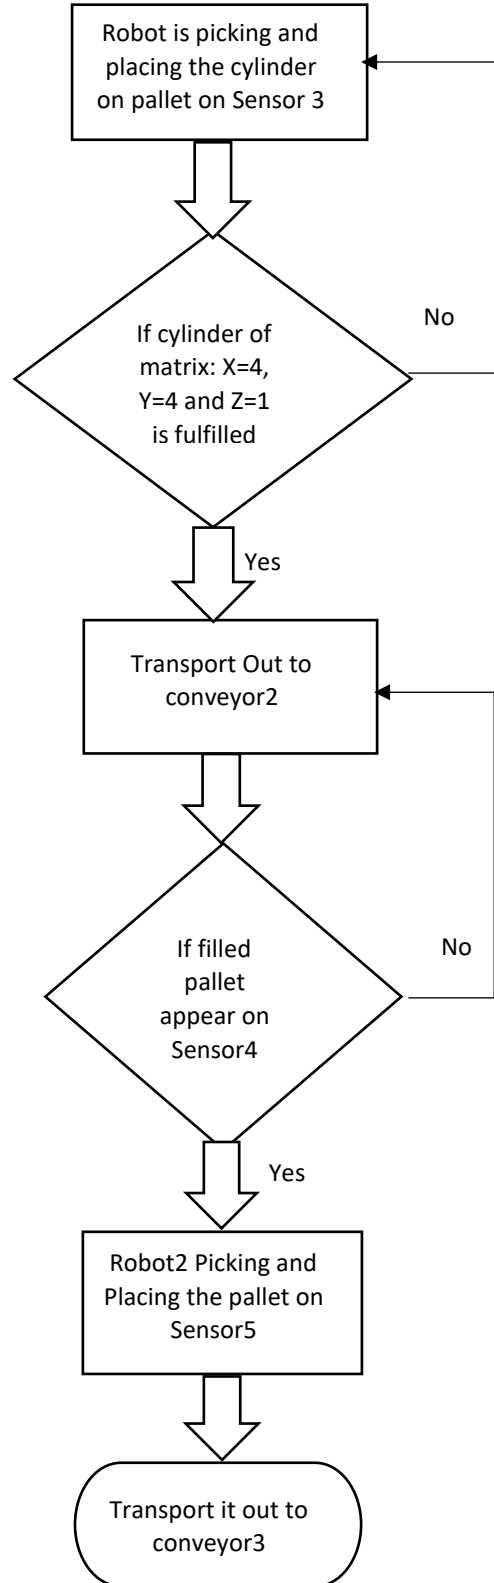 Robot is picking and
placing the cylinder
on pallet on Sensor 3
No
If cylinder of
matrix: X=4,
Y=4 and Z=1
is fulfilled
Yes
Transport Out to
conveyor2
No
If filled
pallet
appear on
Sensor4
Yes
Robot2 Picking and
Placing the pallet on
Sensor5
Transport it out to
conveyor3